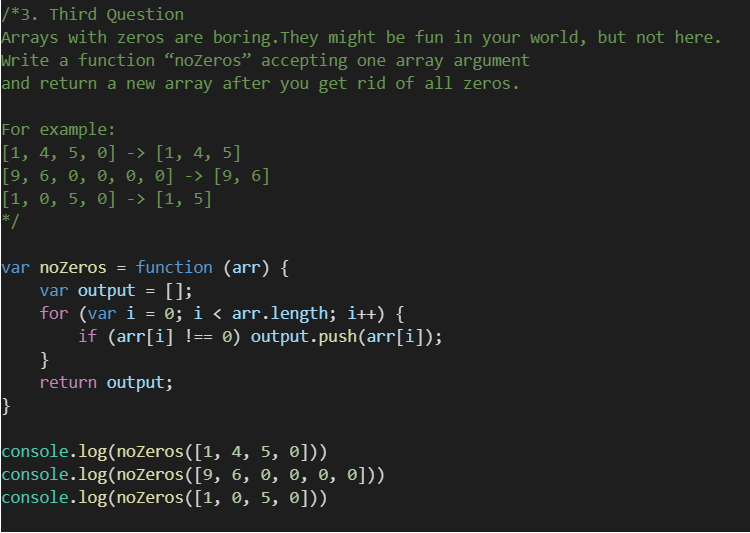 /*3. Third Question
Arrays with zeros are boring.They might be fun in your world, but not here.
Write a function “noZeros” accepting one array argument
and return a new array after you get rid of all zeros.
For example:
[1, 4, 5, 0] -> [1, 4, 5]
[9, 6, 0, 0, 0, 0] -> [9, 6]
[1, 0, 5, 0] -> [1, 5]
*/
var noZeros = function (arr) {
    var output = [];
    for (var i = 0; i < arr.length; i++) {
        if (arr[i] !== 0) output.push(arr[i]);
    }
    return output;
}
console.log(noZeros([1, 4, 5, 0]))
console.log(noZeros([9, 6, 0, 0, 0, 0]))
console.log(noZeros([1, 0, 5, 0]))